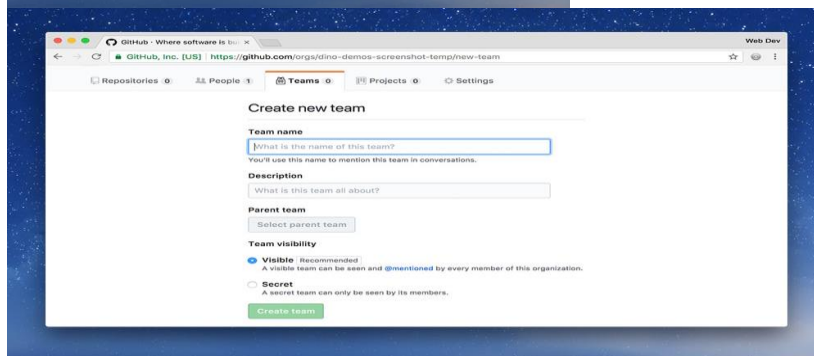 GitHub · Where software is bui
Web Dev
GitHub, Inc. [US] | https://github.com/orgs/dino-demos-screenshot-temp/new-team
Repositories 0 People 1 Teams 0 Projects 0 Settings
Create new team
Team name
What is the name of this team?
You'll use this name to mention this team in conversations.
Description
What is this team all about?
Parent team
Select parent team
Team visibility
Visible Recommended
A visible team can be seen and @mentioned by every member of this organization.
Secret
A secret team can only be seen by its members.
Create team